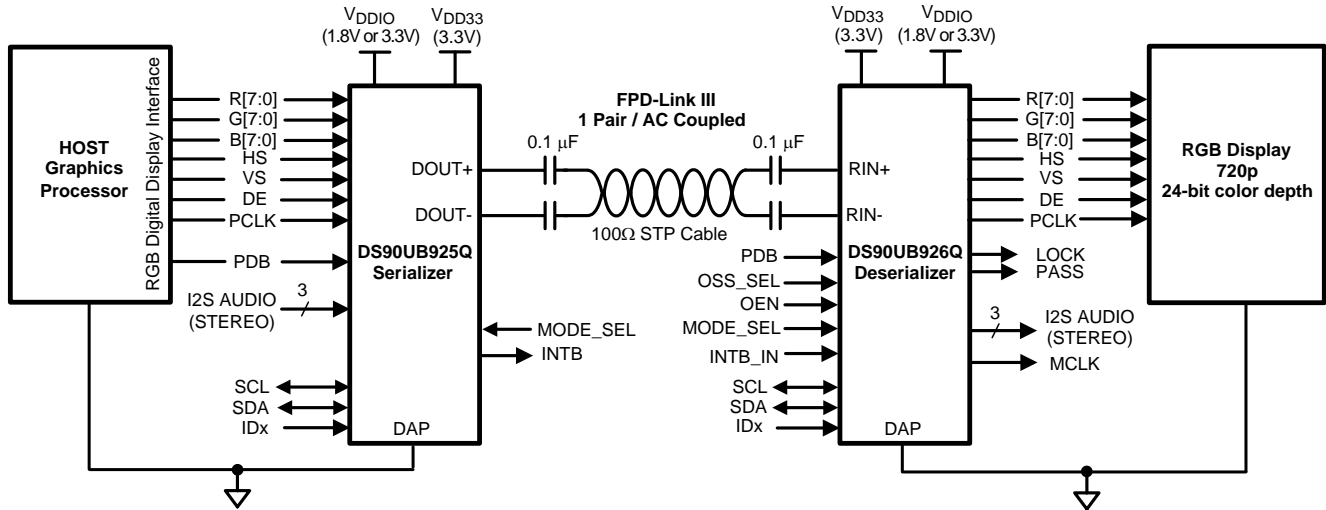 VDDIO
(1.8V or 3.3V)
VDD33
(3.3V)
VDD33
(3.3V)
VDDIO
(1.8V or 3.3V)
HOST
Graphics
Processor
RGB Digital Display Interface
R[7:0]
G[7:0]
B[7:0]
HS
VS
DE
PCLK
PDB
I2S AUDIO
(STEREO)
3
SCL
SDA
IDx
DOUT+
DOUT-
DS90UB925Q
Serializer
DAP
MODE_SEL
INTB
FPD-Link III
1 Pair / AC Coupled
0.1 μF
0.1 μF
100Ω STP Cable
PDB
OSS_SEL
OEN
MODE_SEL
INTB_IN
SCL
SDA
IDx
RIN+
RIN-
DS90UB926Q
Deserializer
DAP
R[7:0]
G[7:0]
B[7:0]
HS
VS
DE
PCLK
LOCK
PASS
3
I2S AUDIO
(STEREO)
MCLK
RGB Display
720p
24-bit color depth